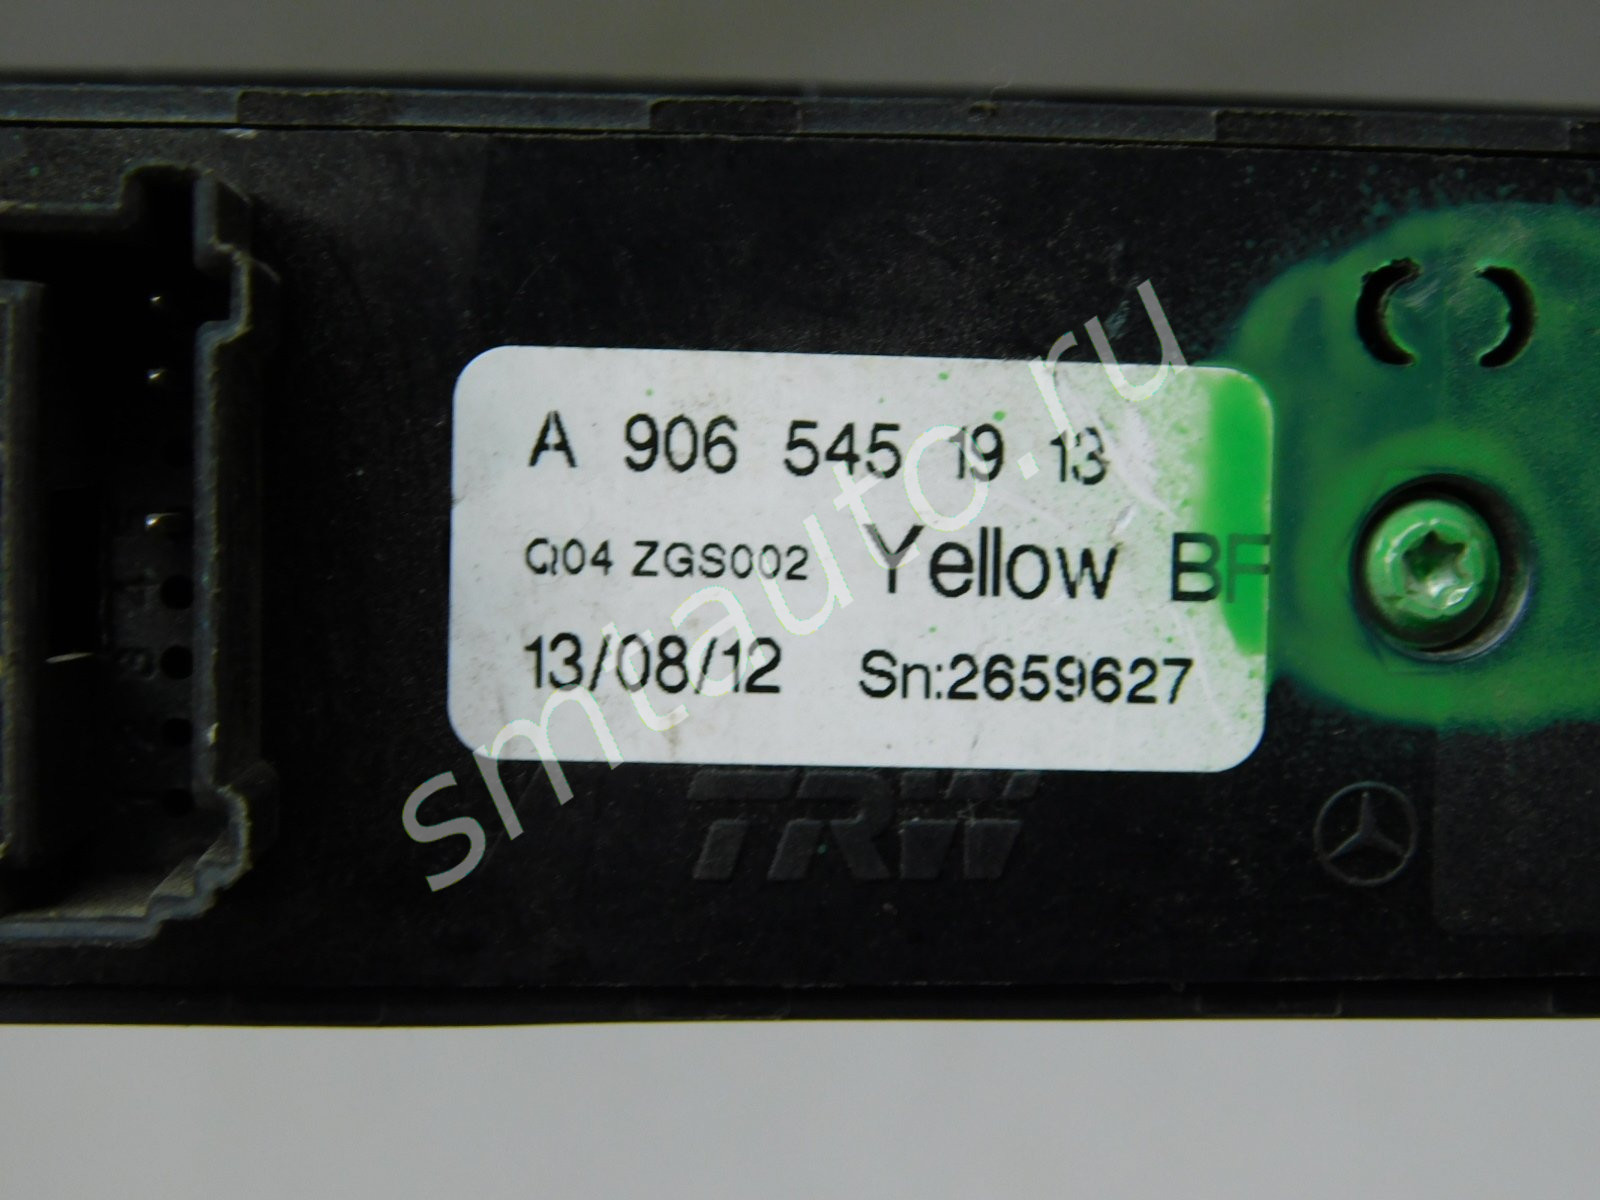 A 906 545 19 13
Q04 ZGS002 Yellow BF
13/08/12 Sn:2659627
TRW
smtauto.ru